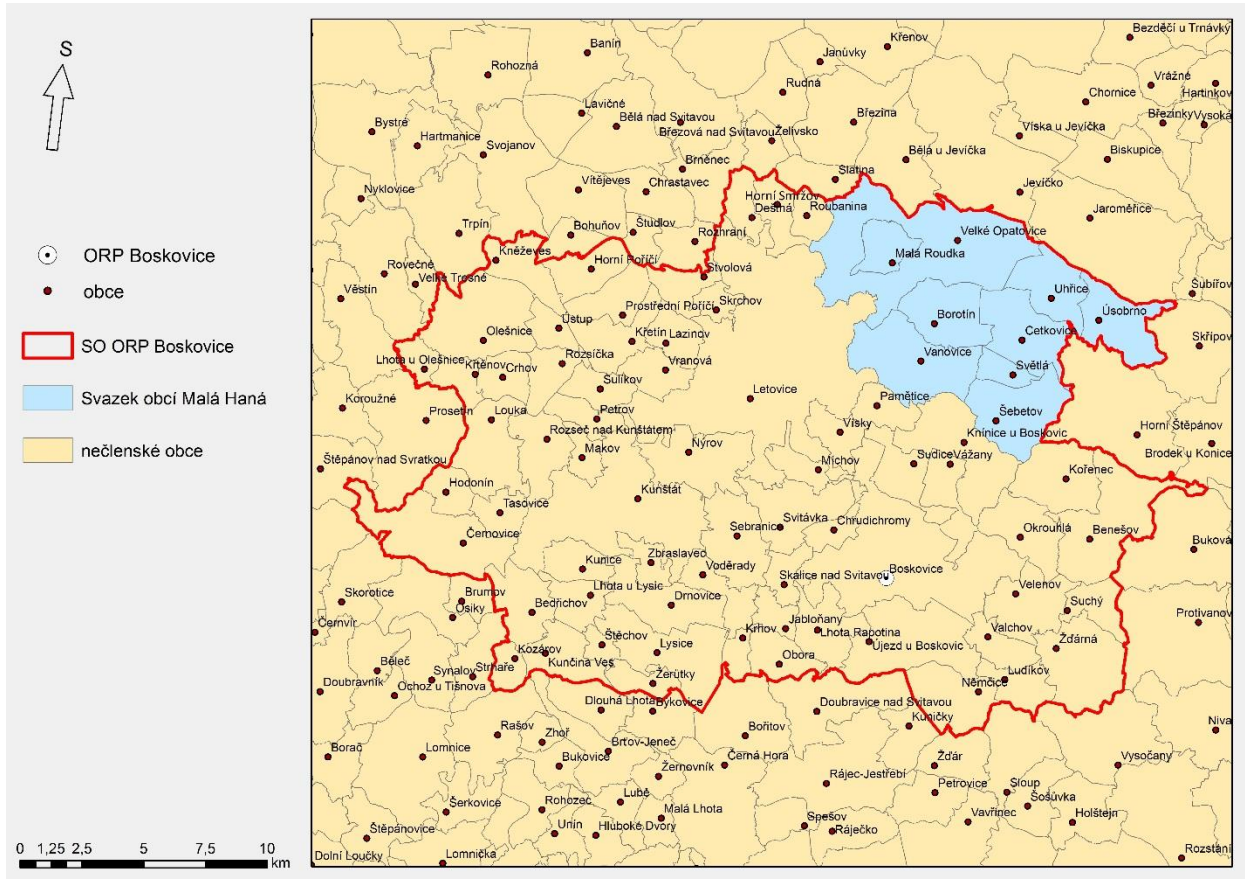 S
ORP Boskovice
obce
SO ORP Boskovice
Svazek obcí Malá Haná
nečlenské obce
0 1,25 2,5 5 7,5 10
km
Banín
Křenov
Bezděčí u Trnávky
Janůvky
Rohozná
Rudná
Vrážné
Chornice
Hartinkov
Lavičné
Bělá nad Svitavou
Březina
Březinky
Vysoká
Bystré
Hartmanice
Březová nad Svitavou
Želivsko
Víska u Jevíčka
Svojanov
Brněnec
Bělá u Jevíčka
Biskupice
Vítějeves
Chrastavec
Slatina
Jevíčko
Nyklovice
Horní Smržov
Deštná
Roubanina
Jaroměřice
Trpín
Bohuňov
Študlov
Rozhraní
Velké Opatovice
Kněževes
Malá Roudka
Rovečné
Velké Tresné
Horní Poříčí
Stvolová
Věstín
Uhřice
Šubířov
Prostřední Poříčí
Skrchov
Úsobrno
Ústup
Borotín
Olešnice
Křetín
Lazinov
Cetkovice
Skřípov
Lhota u Olešnice
Rozsíčka
Vranová
Vanovice
Křtěnov
Crhov
Světlá
Sulíkov
Letovice
Pamětice
Koroužné
Prosetín
Louka
Petrov
Šebetov
Vísky
Rozseč nad Kunštátem
Knínice u Boskovic
Horní Štěpánov
Makov
Nýrov
Brodek u Konice
Štěpánov nad Svratkou
Míchov
Sudice
Vážany
Kořenec
Hodonín
Kunštát
Tasovice
Sebranice
Svitávka
Chrudichromy
Okrouhlá
Benešov
Černovice
Buková
Kunice
Zbraslavec
Voděrady
Skalice nad Svitavou
Boskovice
Lhota u Lysic
Velenov
Skorotice
Brumov
Osiky
Bedřichov
Drnovice
Suchý
Protivanov
Černvír
Krhov
Jabloňany
Lhota Rapotina
Valchov
Štěchov
Lysice
Újezd u Boskovic
Žďárná
Kozárov
Kunčina Ves
Obora
Běleč
Synalov
Strhaře
Žerůtky
Ludíkov
Doubravník
Ochoz u Tišnova
Němčice
Dlouhá Lhota
Býkovice
Doubravice nad Svitavou
Kuničky
Rašov
Zhoř
Bořitov
Niva
Borač
Lomnice
Brťov-Jeneč
Bukovice
Černá Hora
Žďár
Vysočany
Žernovník
Rájec-Jestřebí
Petrovice
Sloup
Šošůvka
Šerkovice
Rohozec
Lubě
Malá Lhota
Vavřinec
Holštejn
Štěpánovice
Unín
Hluboké Dvory
Spešov
Ráječko
Dolní Loučky
Lomnička
Rozstání